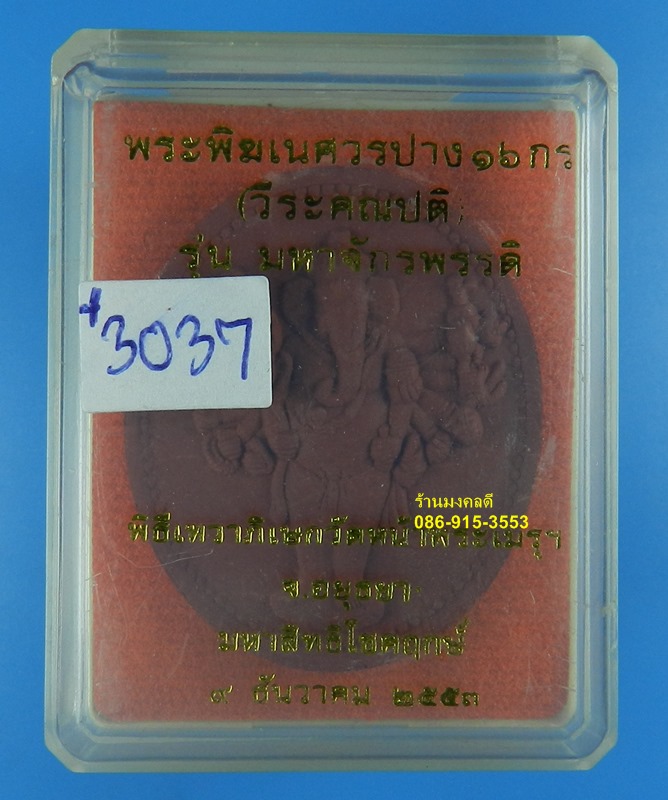 พระพิฆเนศวรปาง๑๖กร
(วีระคณปติ)
รุ่น มหาจักรพรรดิ
+3037
ร้านมงคลดี
086-915-3553
พิธีเทวาภิเษกวัดหน้าพระเมรุฯ
จ.อยุธยา
มหาสิทธิโชคฤกษ์
๙ ธันวาคม ๒๕๕๓